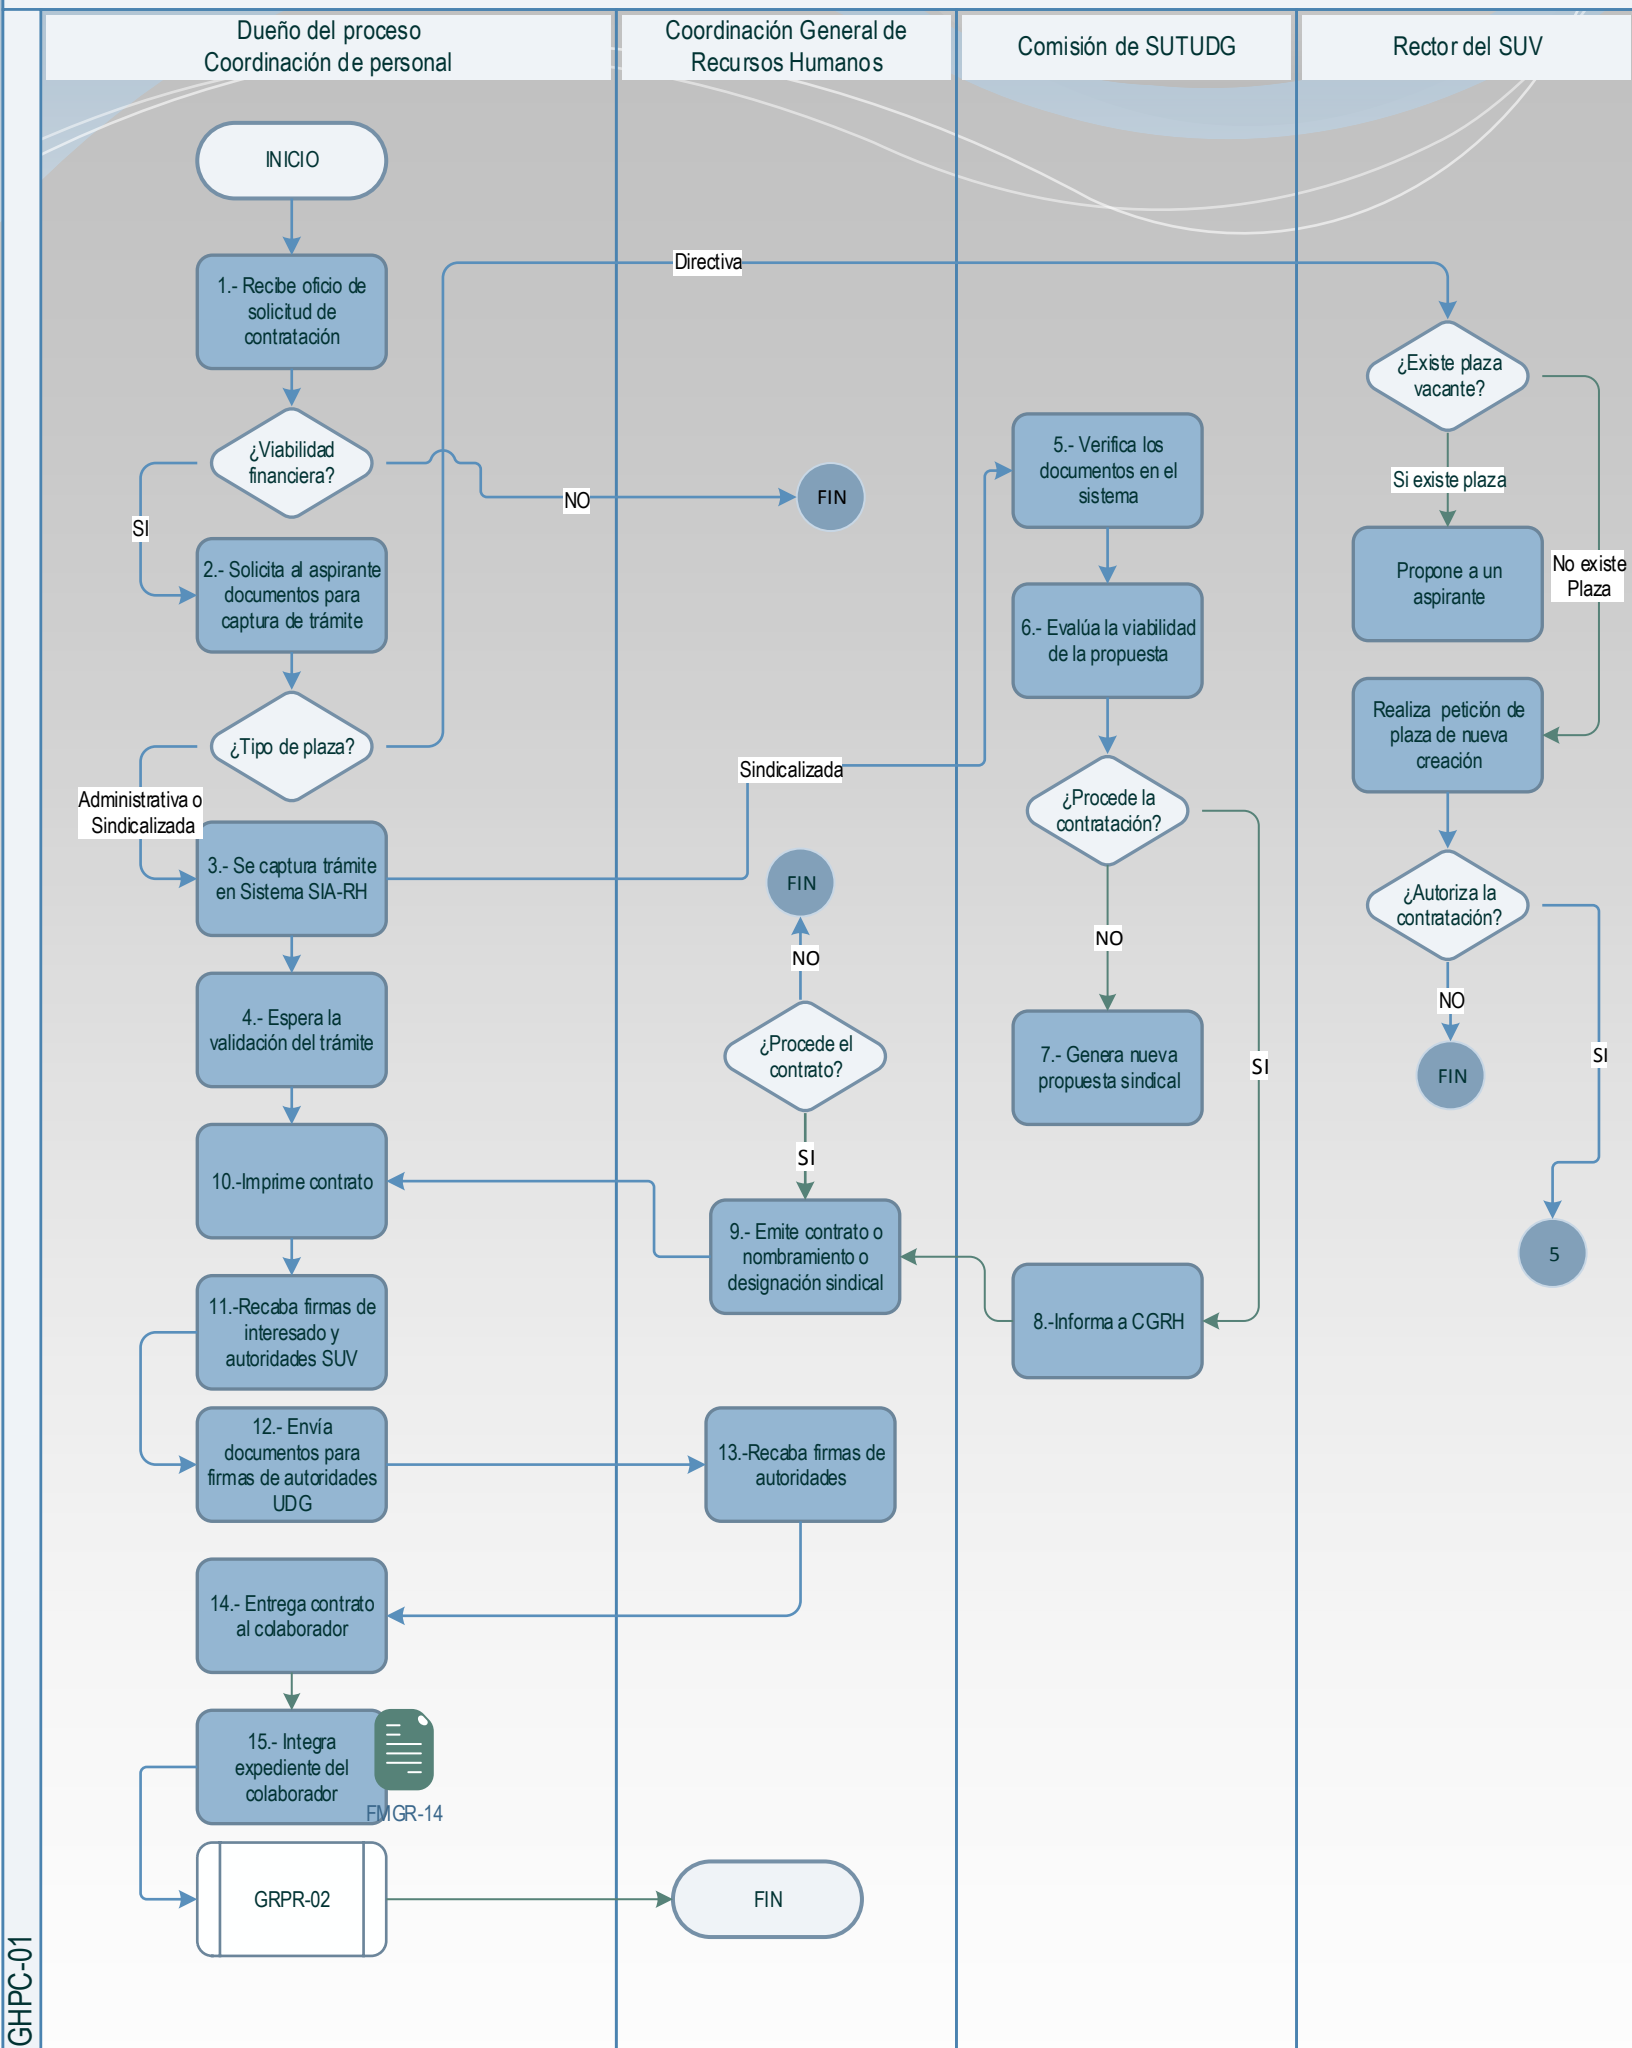 Dueño del proceso
Coordinación de personal
Coordinación General de
Recursos Humanos
Comisión de SUTUDG
Rector del SUV
INICIO
1.- Recibe oficio de
solicitud de
contratación
¿Viabilidad
financiera?
SI
NO
FIN
2.- Solicita al aspirante
documentos para
captura de trámite
¿Tipo de plaza?
Directiva
Administrativa o
Sindicalizada
3.- Se captura trámite
en Sistema SIA-RH
Sindicalizada
4.- Espera la
validación del trámite
10.-Imprime contrato
11.-Recaba firmas de
interesado y
autoridades SUV
12.- Envía
documentos para
firmas de autoridades
UDG
14.- Entrega contrato
al colaborador
15.- Integra
expediente del
colaborador
FMGR-14
GRPR-02
FIN
NO
¿Procede el
contrato?
SI
9.- Emite contrato o
nombramiento o
designación sindical
13.-Recaba firmas de
autoridades
FIN
5.- Verifica los
documentos en el
sistema
6.- Evalúa la viabilidad
de la propuesta
¿Procede la
contratación?
NO
SI
7.- Genera nueva
propuesta sindical
8.-Informa a CGRH
¿Existe plaza
vacante?
Si existe plaza
No existe
Plaza
Propone a un
aspirante
Realiza petición de
plaza de nueva
creación
¿Autoriza la
contratación?
NO
SI
FIN
5
GHPC-01